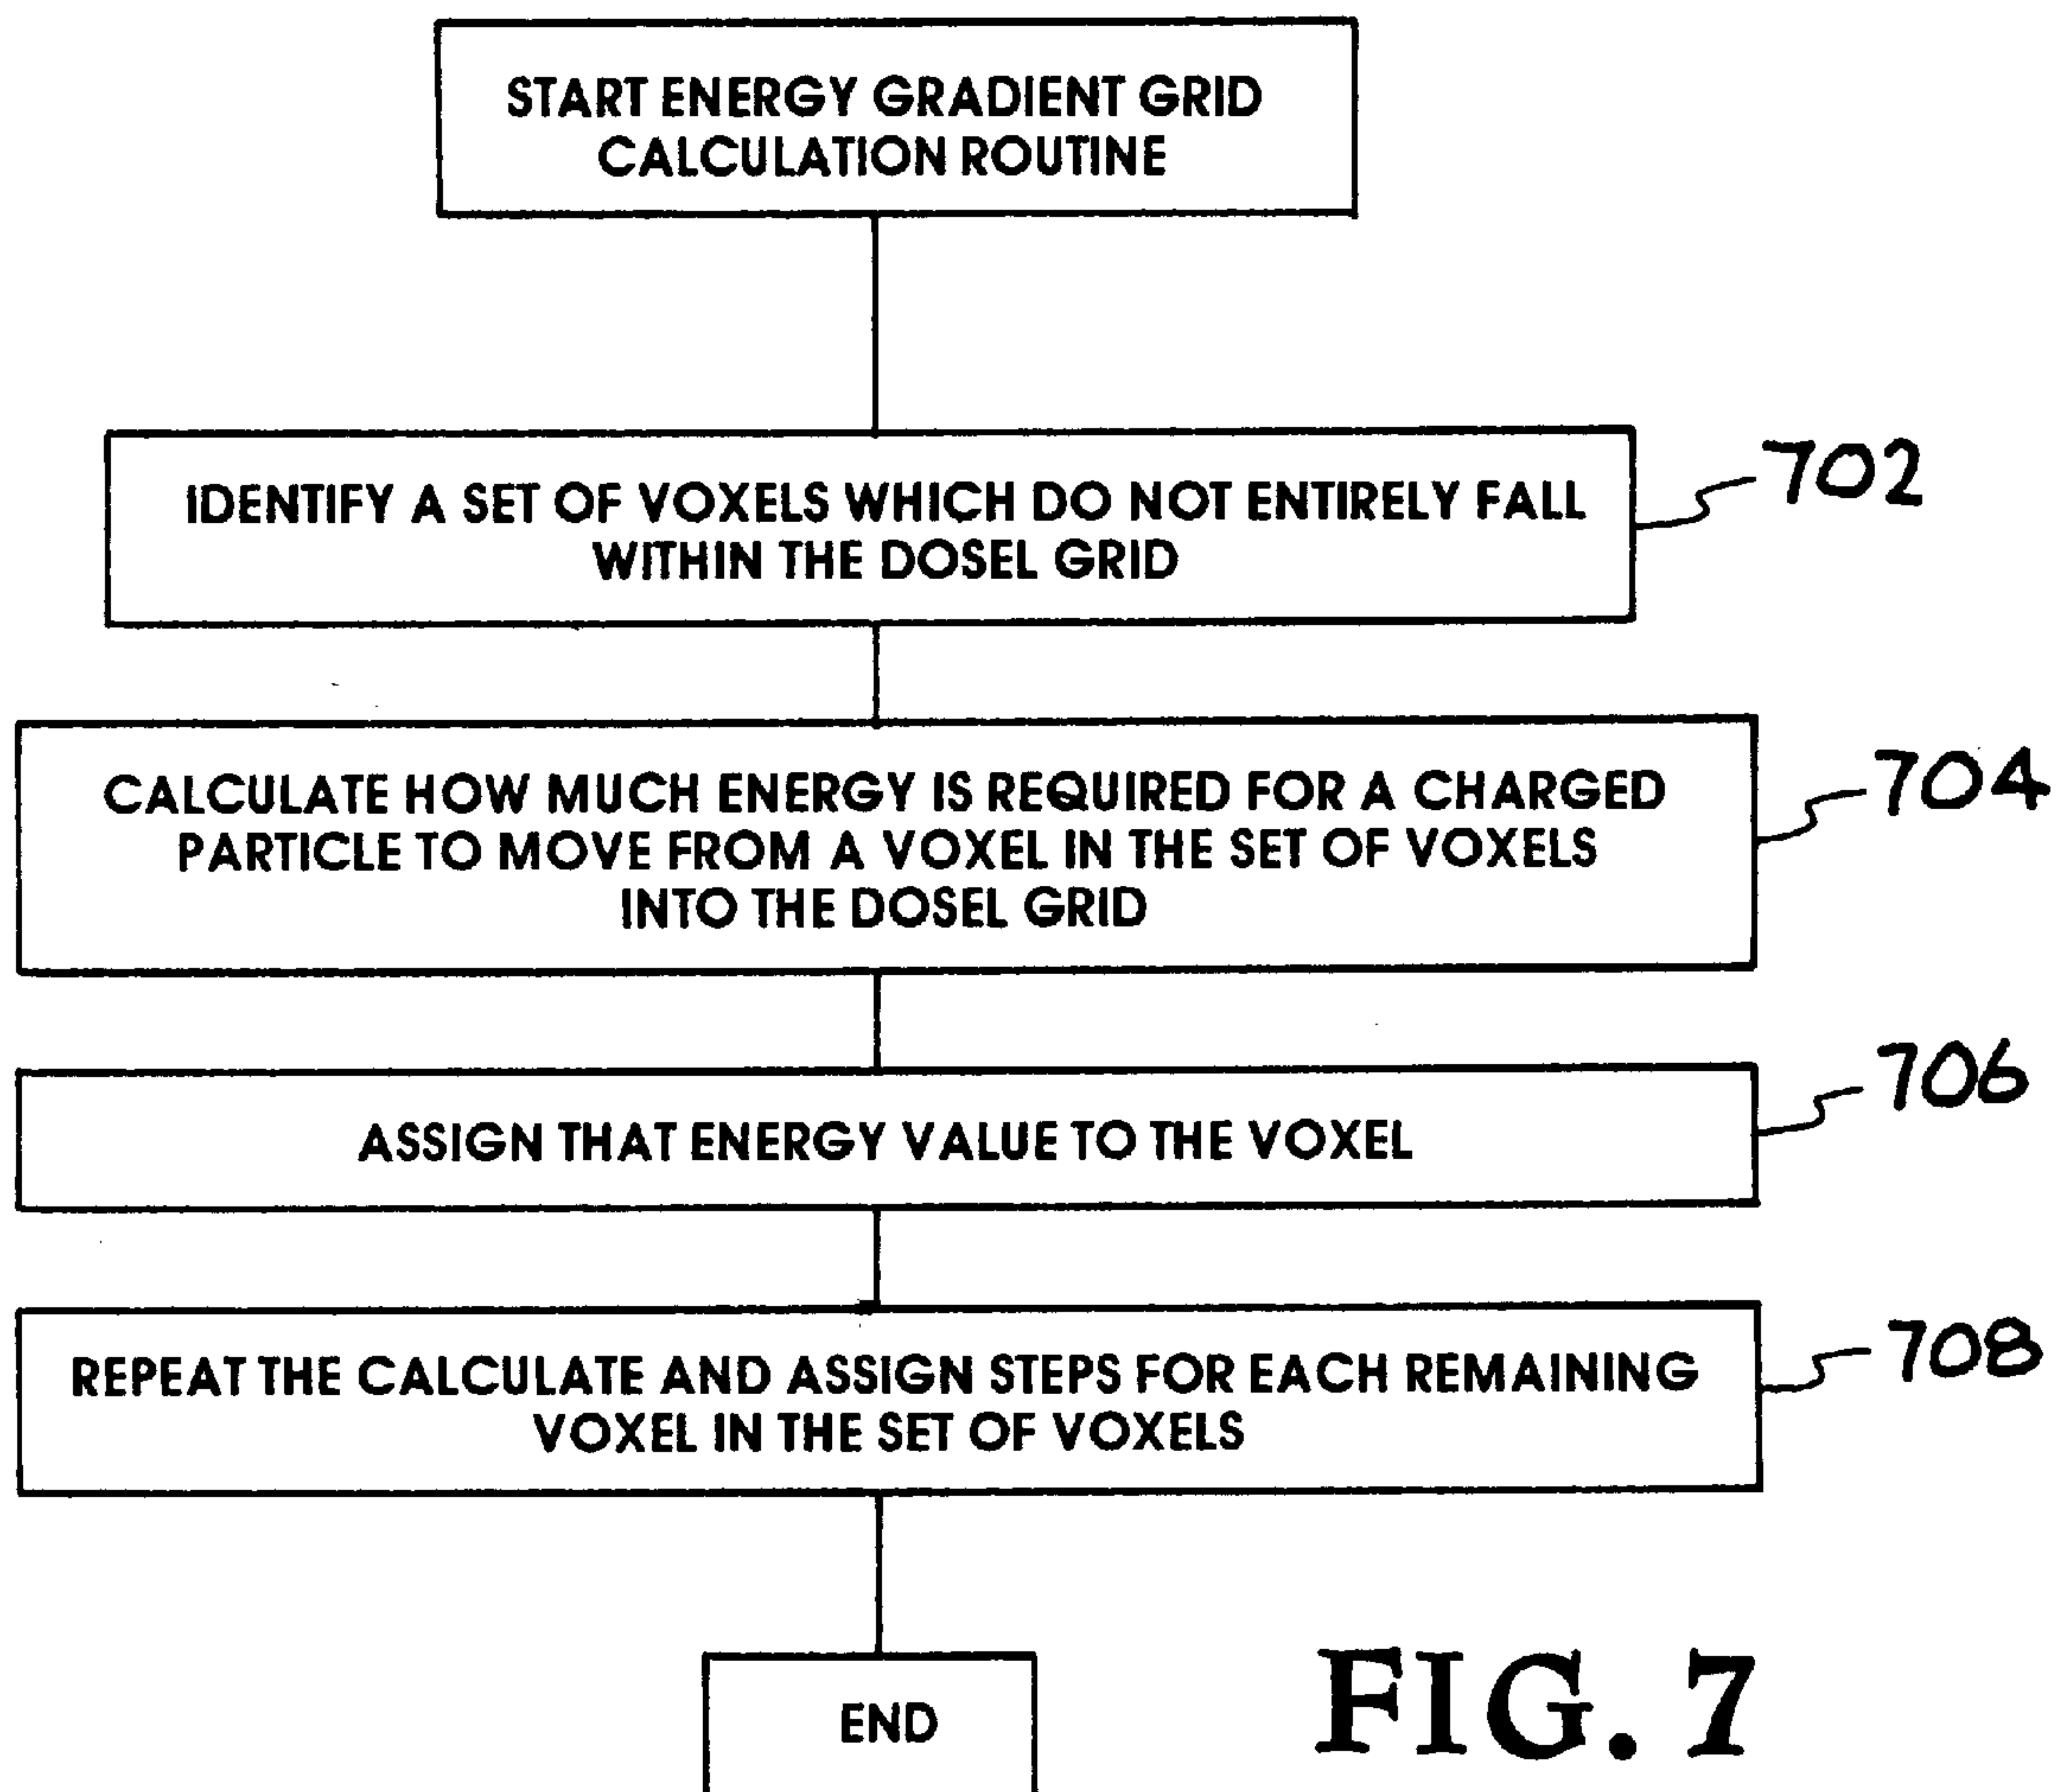 START ENERGY GRADIENT GRID
CALCULATION ROUTINE
IDENTIFY A SET OF VOXELS WHICH DO NOT ENTIRELY FALL
WITHIN THE DOSEL GRID
702
CALCULATE HOW MUCH ENERGY IS REQUIRED FOR A CHARGED
PARTICLE TO MOVE FROM A VOXEL IN THE SET OF VOXELS
INTO THE DOSEL GRID
704
ASSIGN THAT ENERGY VALUE TO THE VOXEL
706
REPEAT THE CALCULATE AND ASSIGN STEPS FOR EACH REMAINING
VOXEL IN THE SET OF VOXELS
708
END
FIG. 7